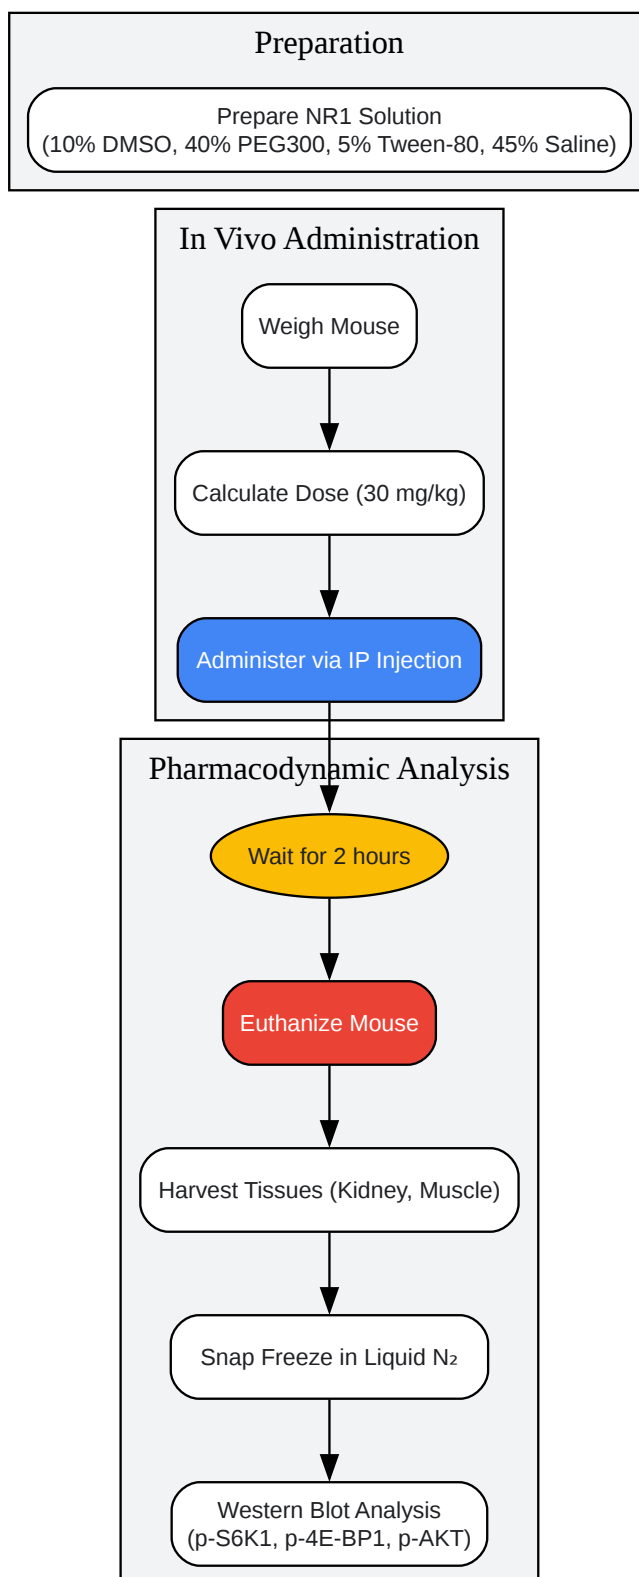 Preparation
Prepare NR1 Solution
(10% DMSO, 40% PEG300, 5% Tween-80, 45% Saline)
In Vivo Administration
Weigh Mouse
Calculate Dose (30 mg/kg)
Administer via IP Injection
Pharmacodynamic Analysis
Wait for 2 hours
Euthanize Mouse
Harvest Tissues (Kidney, Muscle)
Snap Freeze in Liquid N₂
Western Blot Analysis
(p-S6K1, p-4E-BP1, p-AKT)